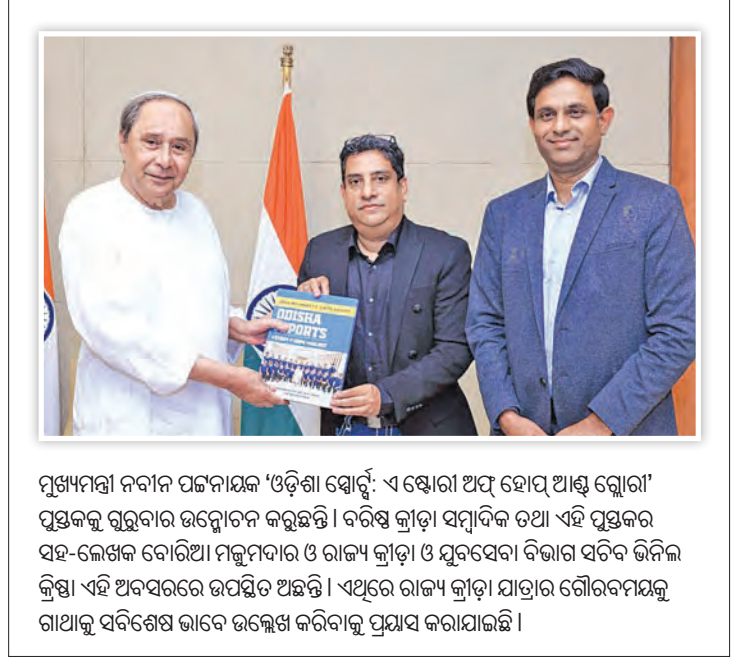 ODISHA
SPORTS
ମୁଖ୍ୟମନ୍ତ୍ରୀ ନବୀନ ପଟ୍ଟନାୟକ ‘ଓଡ଼ିଶା ସ୍ପୋର୍ଟ୍ସ: ଏ ଷ୍ଟୋରୀ ଅଫ୍ ହୋପ୍ ଆଣ୍ଡ ଗ୍ଲୋରୀ’
ପୁସ୍ତକକୁ ଗୁରୁବାର ଉନ୍ମୋଚନ କରୁଛନ୍ତି । ବରିଷ୍ଠ କ୍ରୀଡ଼ା ସମ୍ବାଦିକ ତଥା ଏହି ପୁସ୍ତକର
ସହ-ଲେଖକ ବୋରିଆ ମଜୁମଦାର ଓ ରାଜ୍ୟ କ୍ରୀଡ଼ା ଓ ଯୁବସେବା ବିଭାଗ ସଚିବ ଭିନିଲ
କ୍ରିଷ୍ଣା ଏହି ଅବସରରେ ଉପସ୍ଥିତ ଅଛନ୍ତି । ଏଥିରେ ରାଜ୍ୟ କ୍ରୀଡ଼ା ଯାତ୍ରାର ଗୌରବମୟକୁ
ଗାଥାକୁ ସବିଶେଷ ଭାବେ ଉଲ୍ଲେଖ କରିବାକୁ ପ୍ରୟାସ କରାଯାଇଛି ।